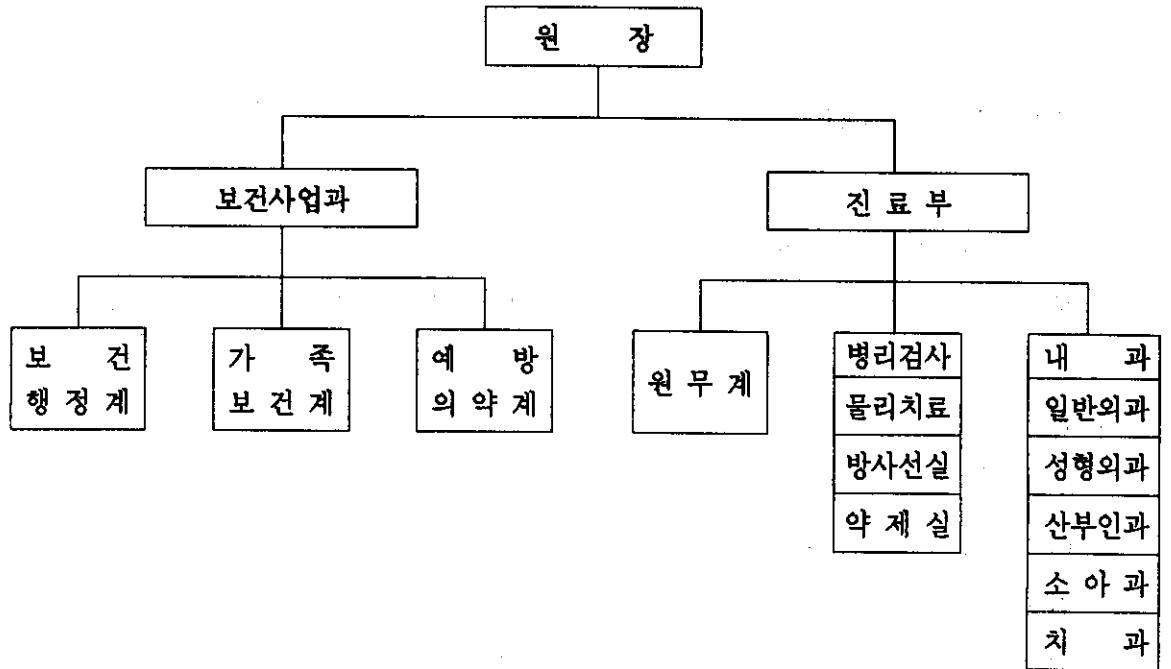 원 장
보건사업과
진 료 부
보 건
행 정 계
가 족
보 건 계
예 방
의 약 계
원 무 계
병리검사
물리치료
방사선실
약 제 실
내 과
일반외과
성형외과
산부인과
소 아 과
치 과